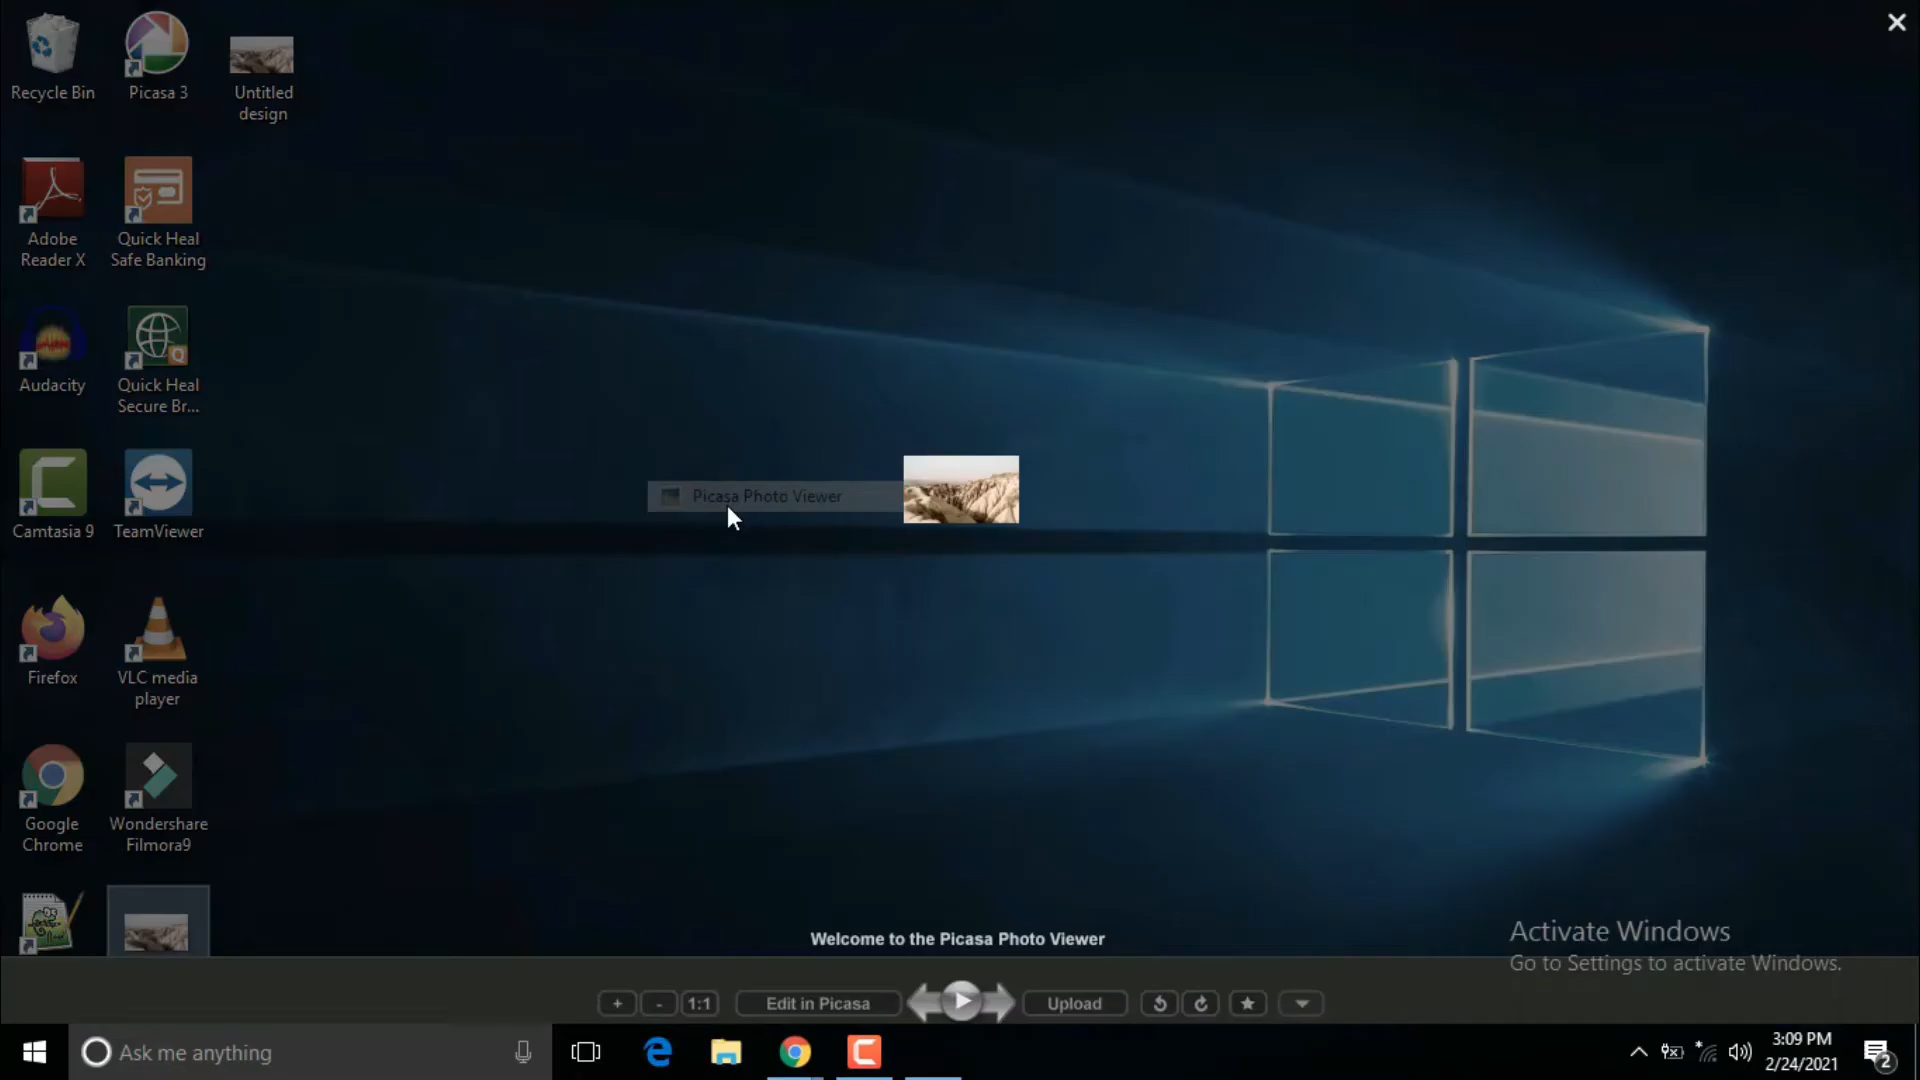 Recycle Bin
Picasa 3
Untitled
design
Adobe
Reader X
Quick Heal
Safe Banking
Audacity
Quick Heal
Secure Br...
Camtasia 9
TeamViewer
Picasa Photo Viewer
Firefox
VLC media
player
Google
Chrome
Wondershare
Filmora9
Welcome to the Picasa Photo Viewer
Activate Windows
Go to Settings to activate Windows.
+
-
1:1
Edit in Picasa
Upload
Ask me anything
3:09 PM
2/24/2021
2